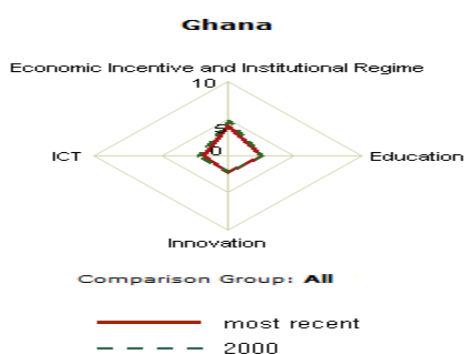 Ghana
Economic Incentive and Institutional Regime
10
5
0
ICT
Education
Innovation
Comparison Group: All
most recent
2000